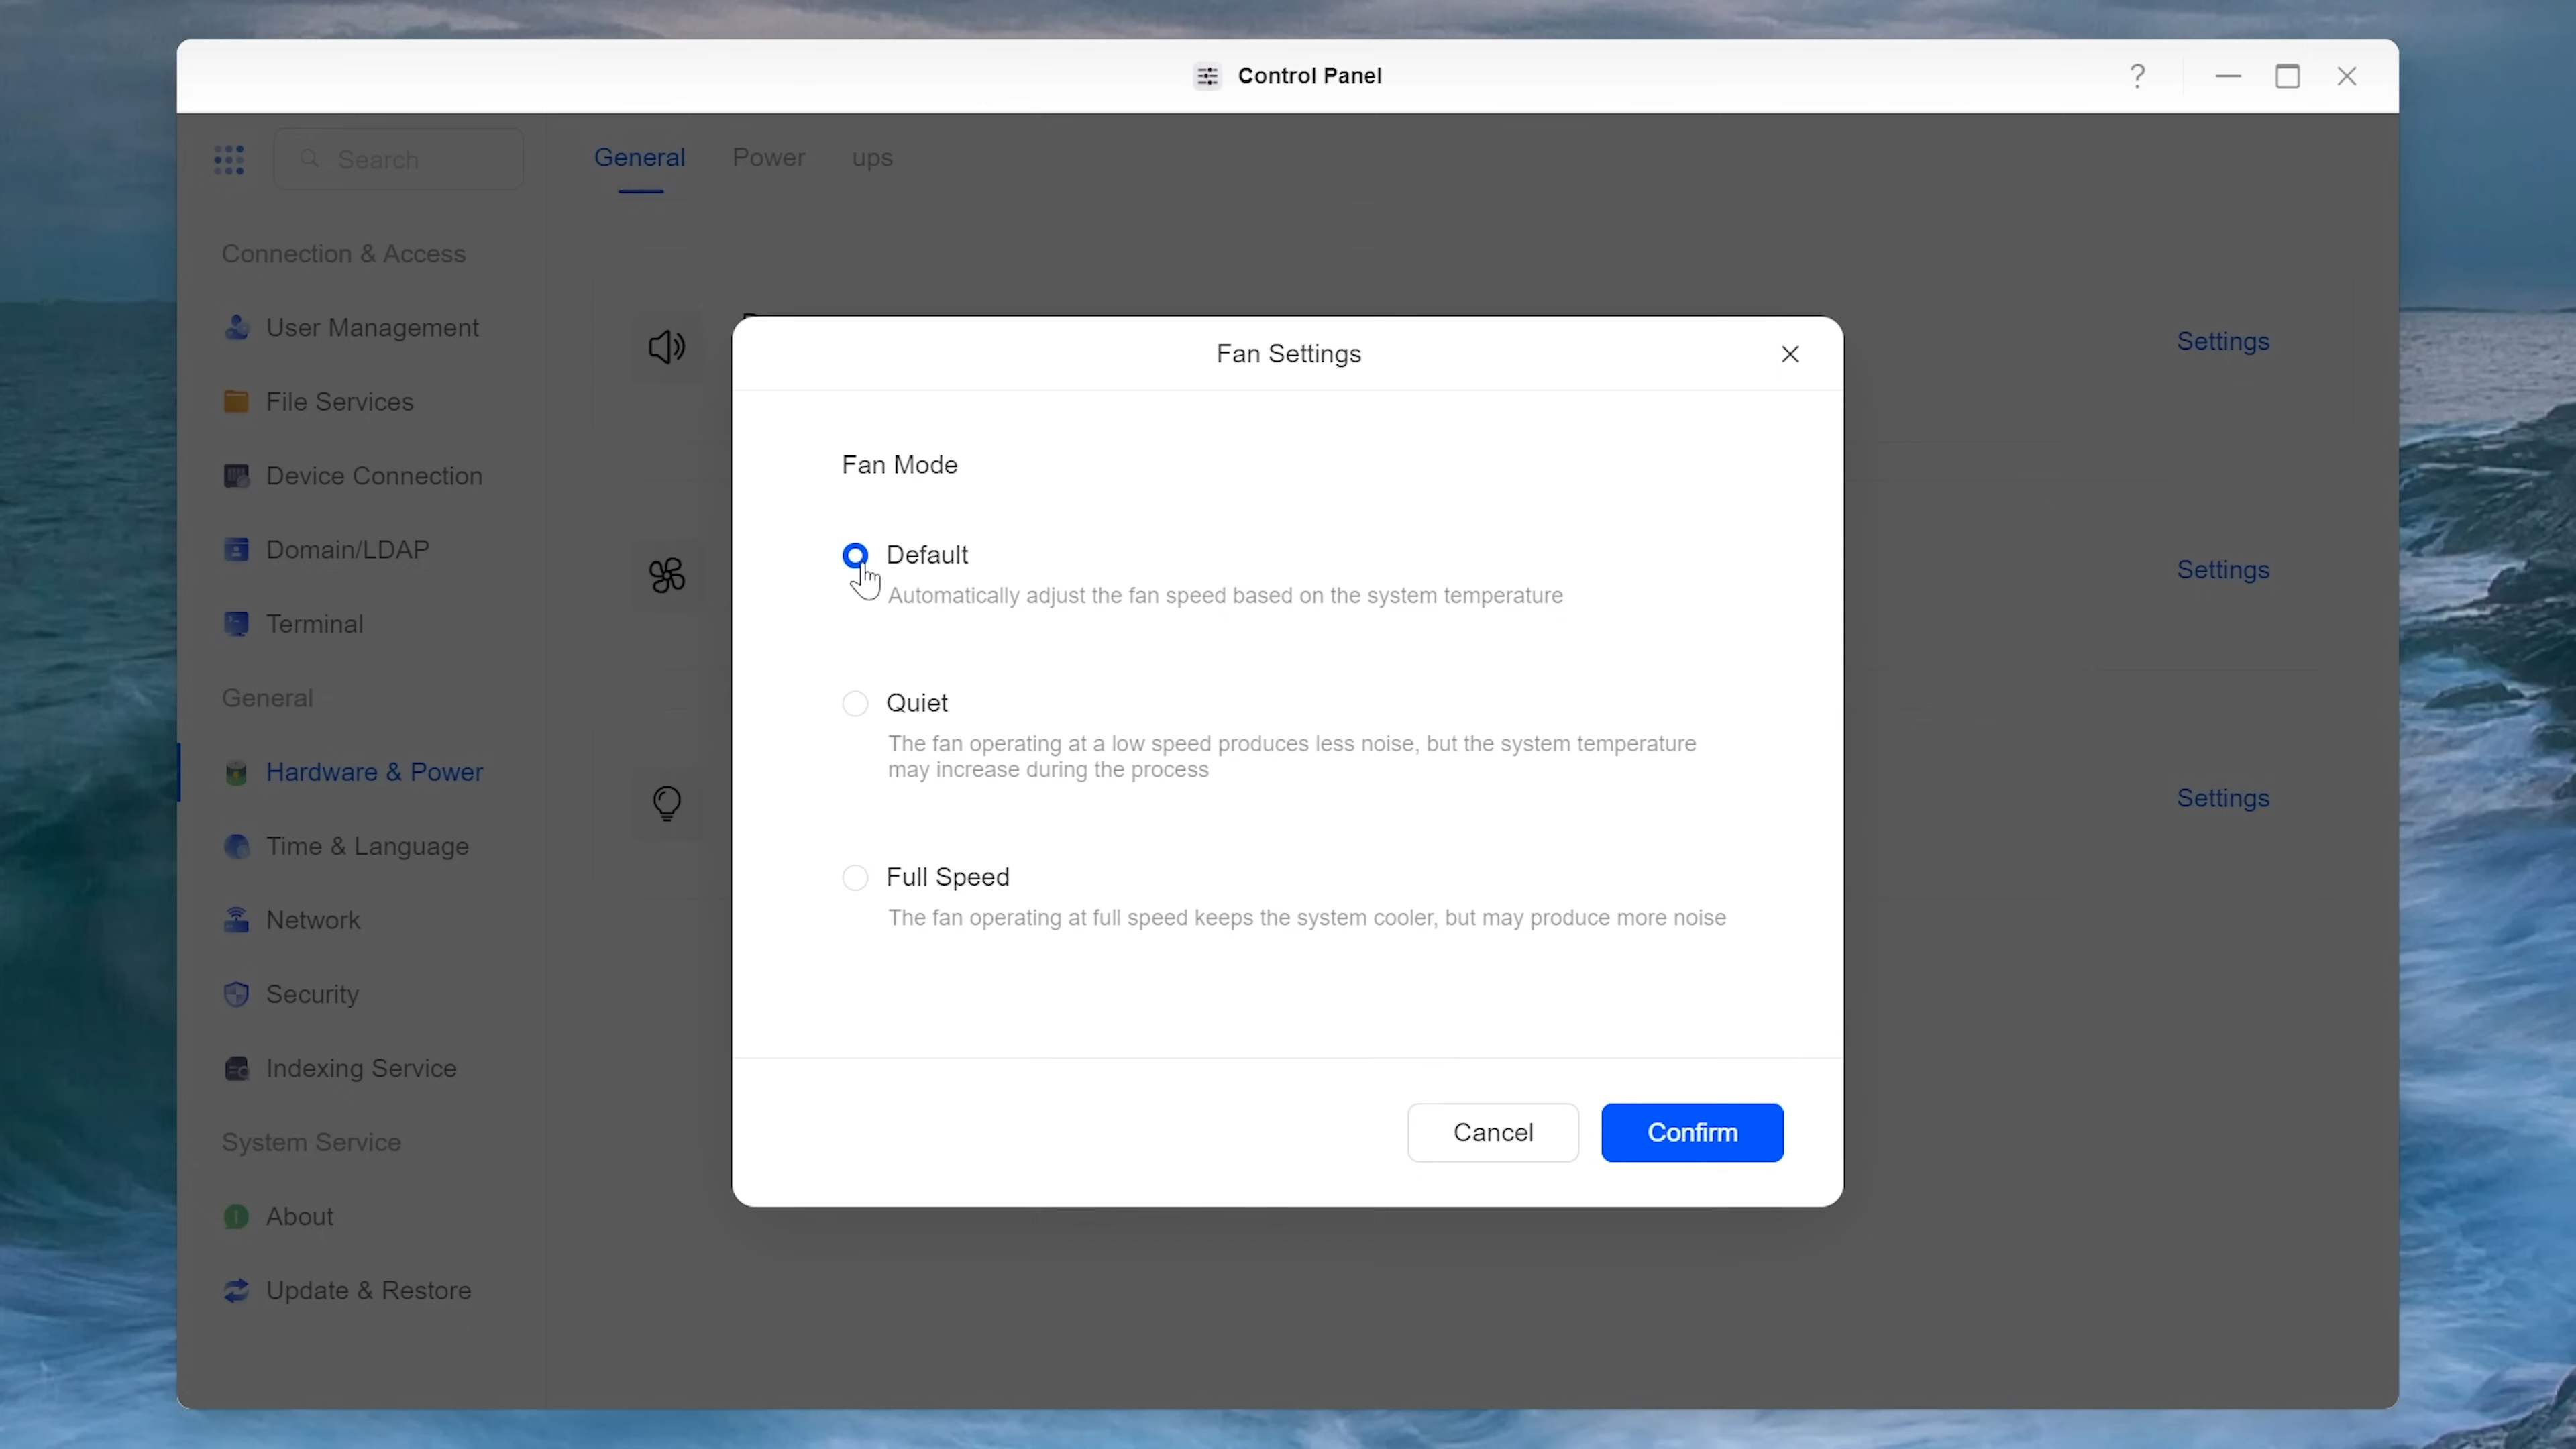 Control Panel
?
Search
General
Power
ups
Connection & Access
User Management
File Services
Device Connection
Domain/LDAP
Terminal
General
Hardware & Power
Time & Language
Network
Security
Indexing Service
System Service
About
Update & Restore
Settings
Settings
Settings
Fan Settings
Fan Mode
Default
Automatically adjust the fan speed based on the system temperature
Quiet
The fan operating at a low speed produces less noise, but the system temperature
may increase during the process
Full Speed
The fan operating at full speed keeps the system cooler, but may produce more noise
Cancel
Confirm